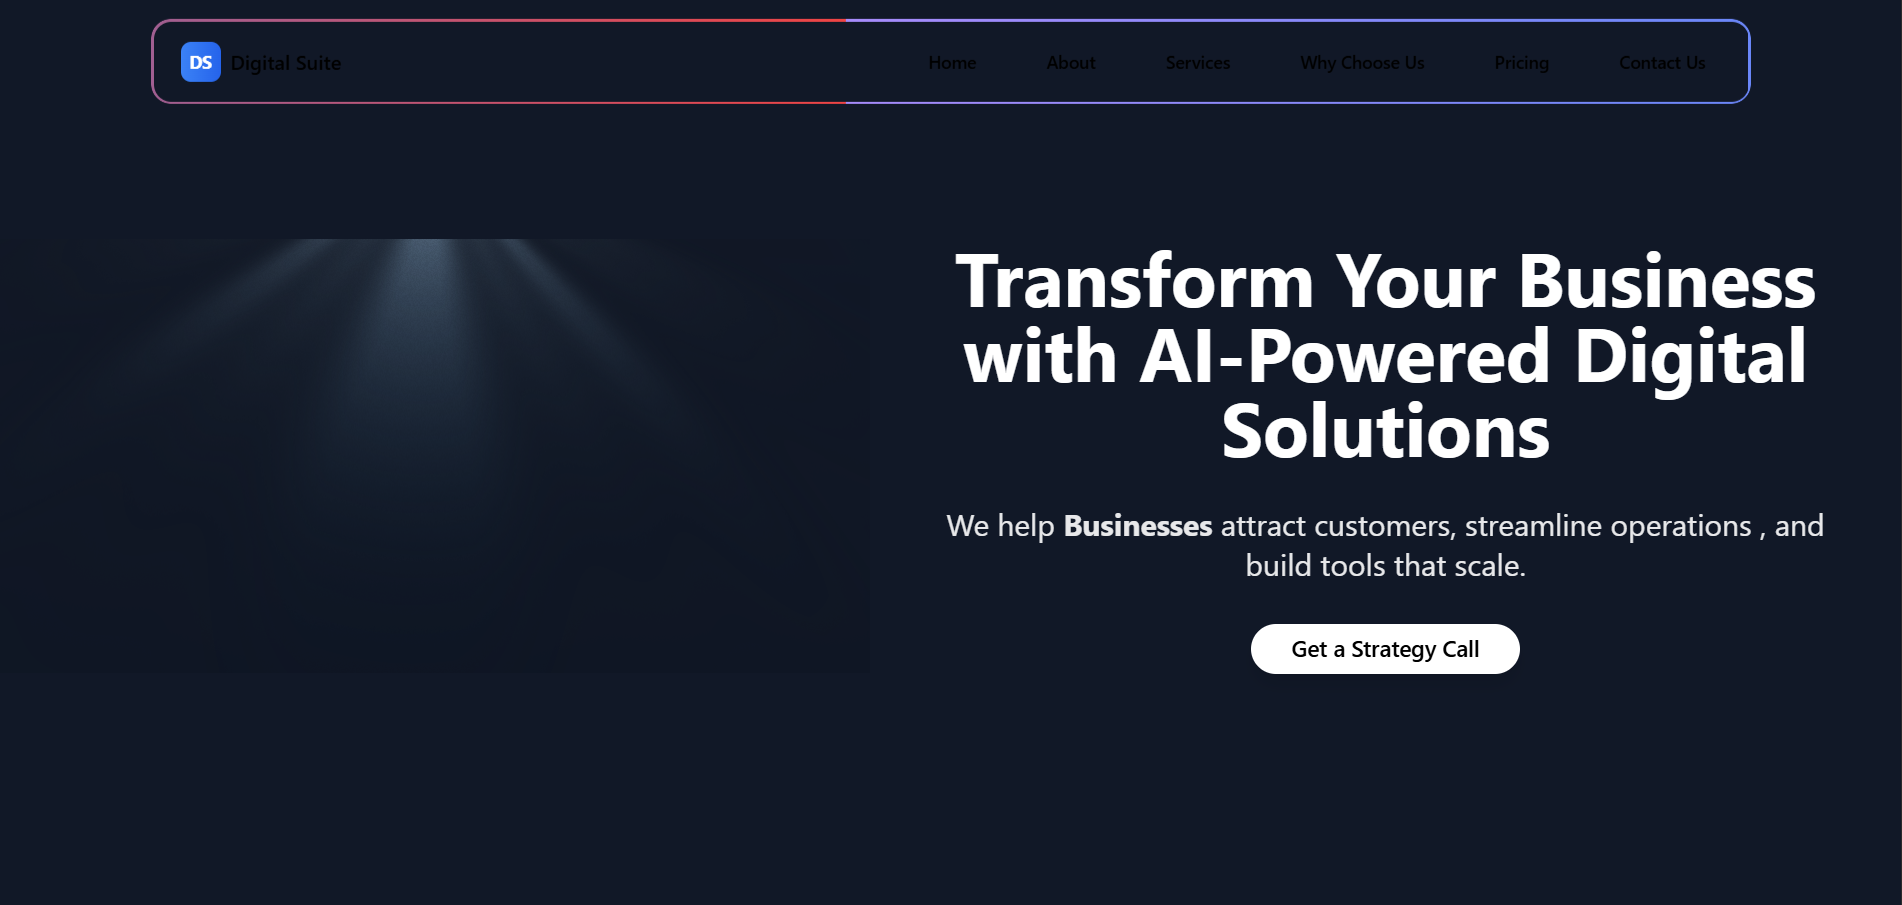 DS Digital Suite Home About Services Why Choose Us Pricing Contact Us
Transform Your Business
with AI-Powered Digital
Solutions
We help Businesses attract customers, streamline operations , and
build tools that scale.
Get a Strategy Call